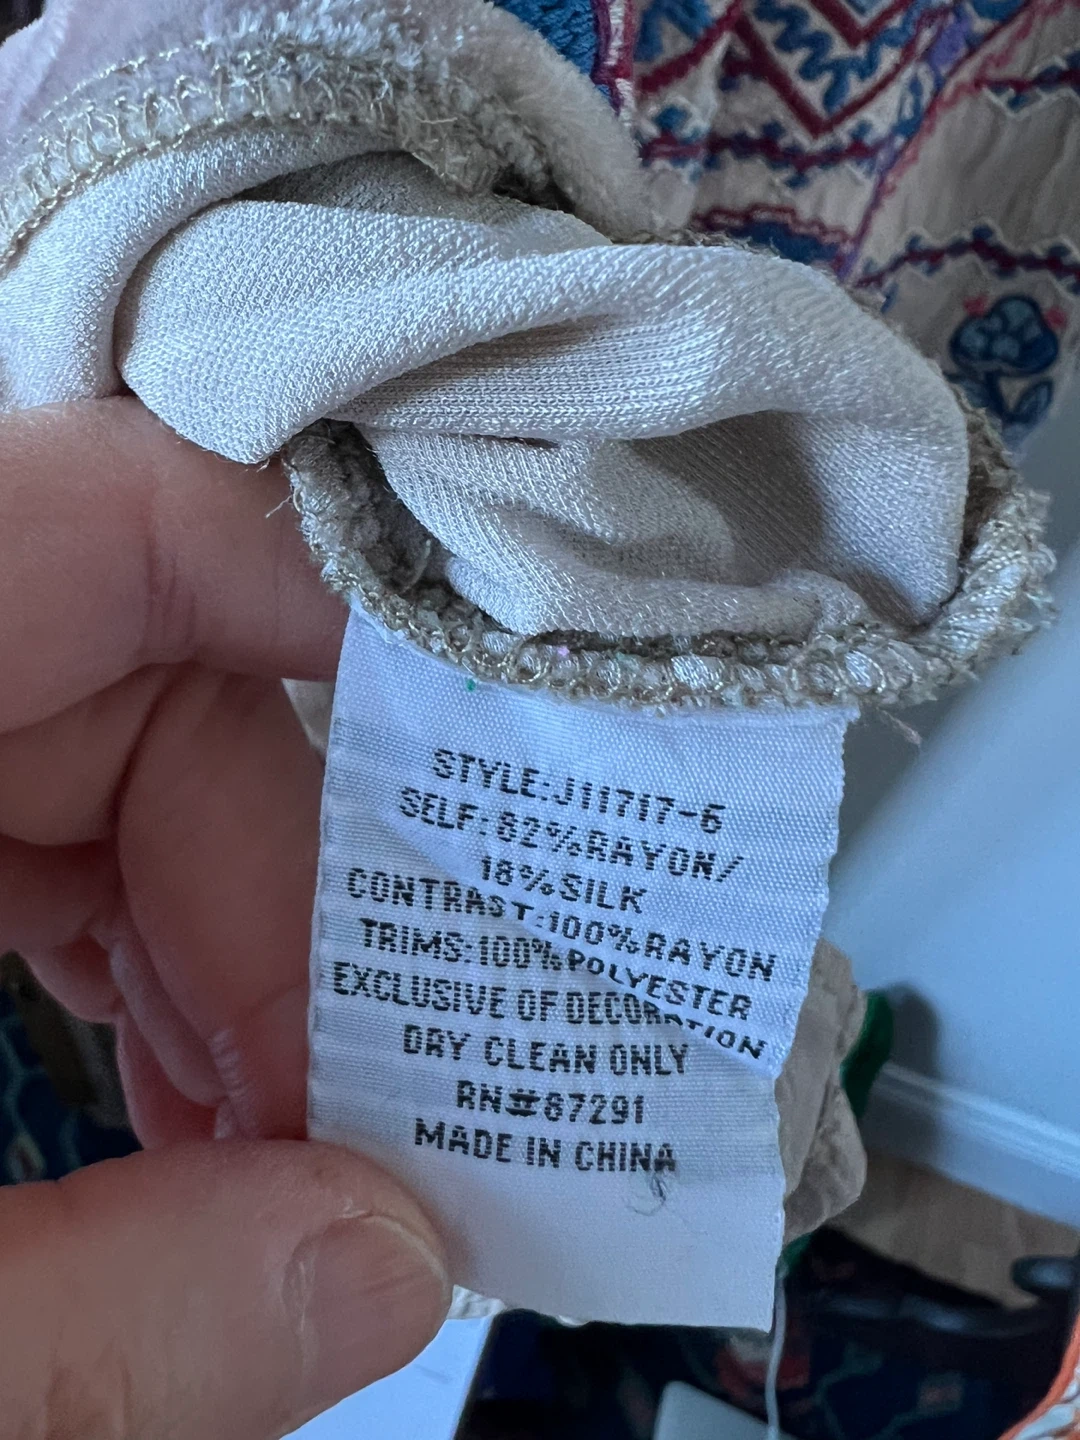 STYLE:J11717-6
SELF:82%RAYON/
18%SILK
CONTRAST:100%RAYON
TRIMS:100%POLYESTER
EXCLUSIVE OF DECORATION
DRY CLEAN ONLY
RN#87291
MADE IN CHINA